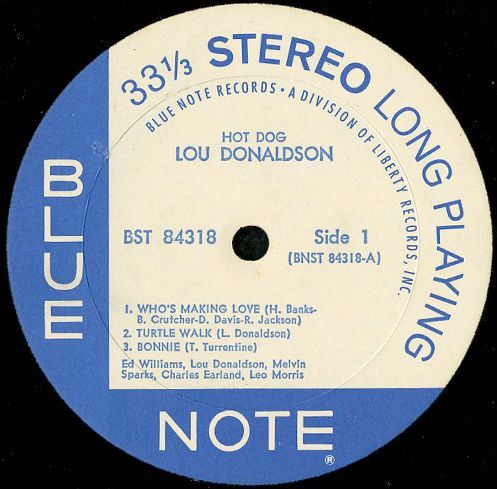 33⅓ STEREO LONG PLAYING
BLUE NOTE RECORDS • A DIVISION OF LIBERTY RECORDS, INC.
HOT DOG
LOU DONALDSON
BST 84318
Side 1
(BNST 84318-A)
1. WHO'S MAKING LOVE (H. Banks-
B. Crutcher-D. Davis-R. Jackson)
2. TURTLE WALK (L. Donaldson)
3. BONNIE (T. Turrentine)
Ed Williams, Lou Donaldson, Melvin
Sparks, Charles Earland, Leo Morris
BLUE
NOTE ®